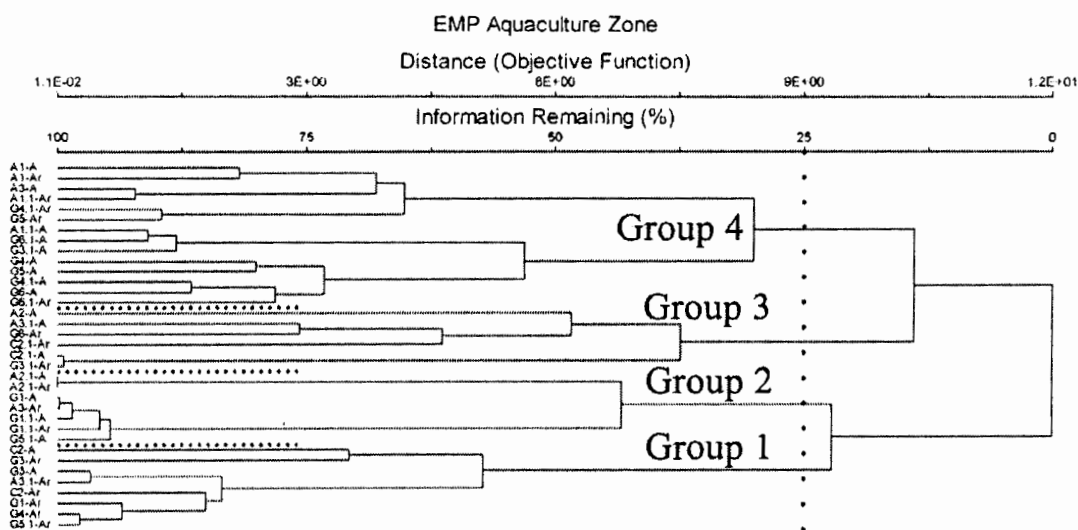 EMP Aquaculture Zone
Distance (Objective Function)
1.1E-02 3E+00 6E+00 9E+00 1.2E+01
Information Remaining (%)
100 75 50 25 0
A1-A
A1-Ar
A3-A
A1.1-Ar
G4.1-Ar
G5-Ar
A1.1-A
G6.1-A
G3.1-A
G4-A
G5-A
G4.1-A
G6-A
G6.1-Ar
A2-A
A3.1-A
G6-Ar
C2.1-Ar
C2.1-A
G3.1-Ar
A2.1-A
A2.1-Ar
G1-A
A3-Ar
G1.1-A
G1.1-Ar
G5.1-A
C2-A
G3-Ar
G3-A
A3.1-Ar
C2-Ar
G1-Ar
G4-Ar
G5.1-Ar
Group 4
Group 3
Group 2
Group 1